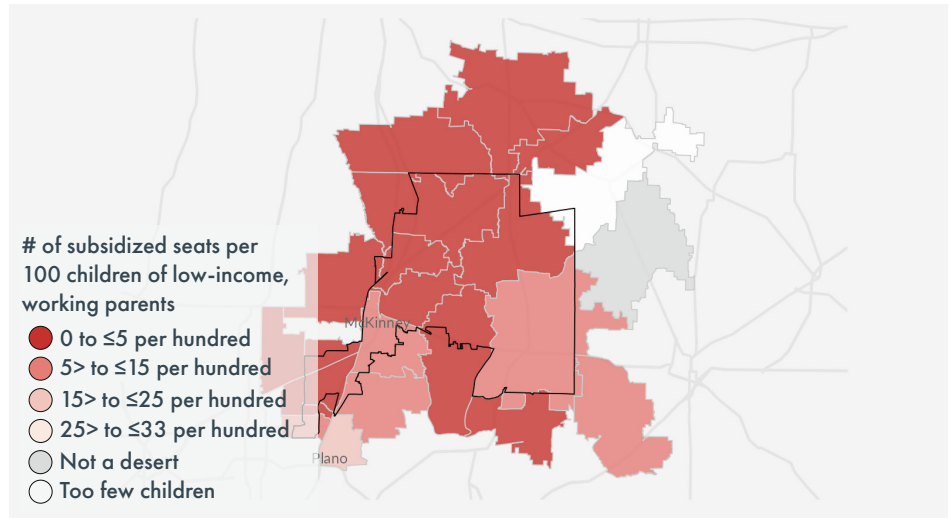 # of subsidized seats per
100 children of low-income,
working parents
0 to ≤5 per hundred
5> to ≤15 per hundred
15> to ≤25 per hundred
25> to ≤33 per hundred
Not a desert
Too few children
McKinney
Plano